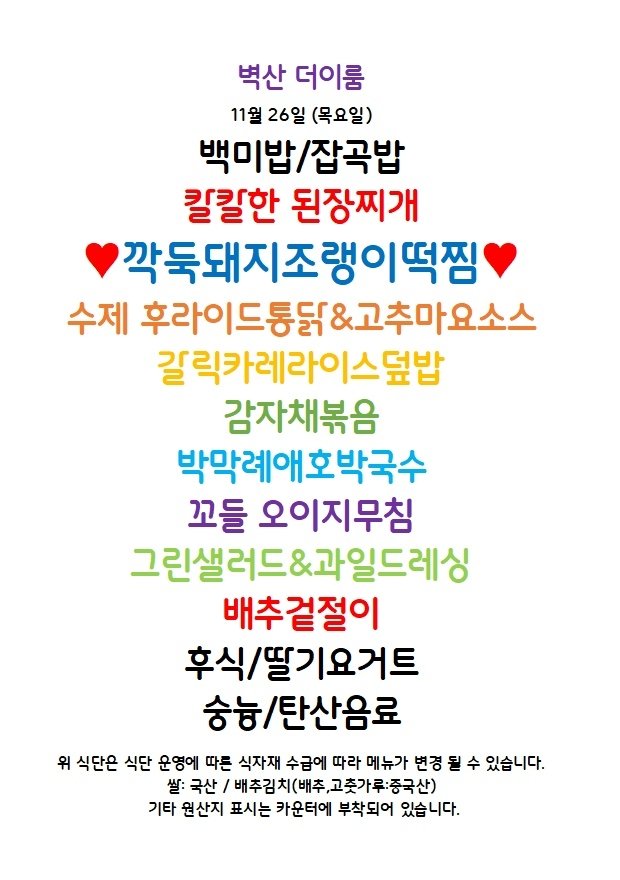 벽산 더이룸
11월 26일 (목요일)
백미밥/잡곡밥
칼칼한 된장찌개
♥깍둑돼지조랭이떡찜♥
수제 후라이드통닭&고추마요소스
갈릭카레라이스덮밥
감자채볶음
박막례애호박국수
꼬들 오이지무침
그린샐러드&과일드레싱
배추겉절이
후식/딸기요거트
숭늉/탄산음료
위 식단은 식단 운영에 따른 식자재 수급에 따라 메뉴가 변경 될 수 있습니다.
쌀: 국산 / 배추김치(배추,고춧가루:중국산)
기타 원산지 표시는 카운터에 부착되어 있습니다.